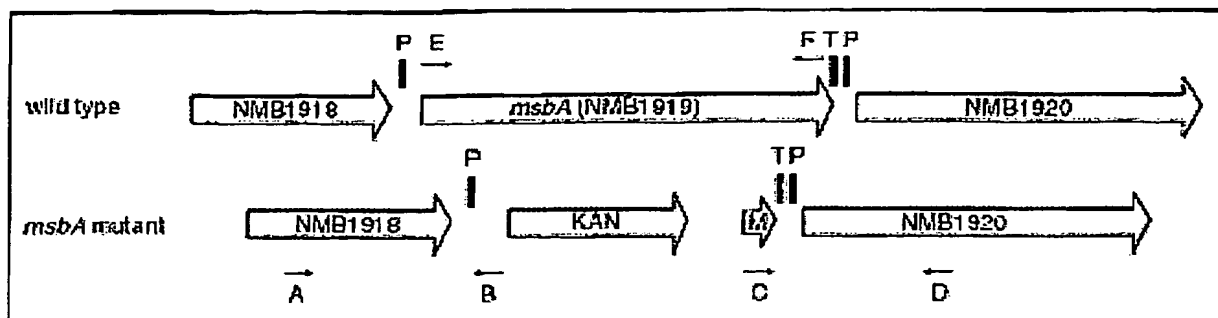 P E F T P
wild type NMB1918 msbA (NMB1919) NMB1920
P T P
msbA mutant NMB1918 KAN M NMB1920
A B C D